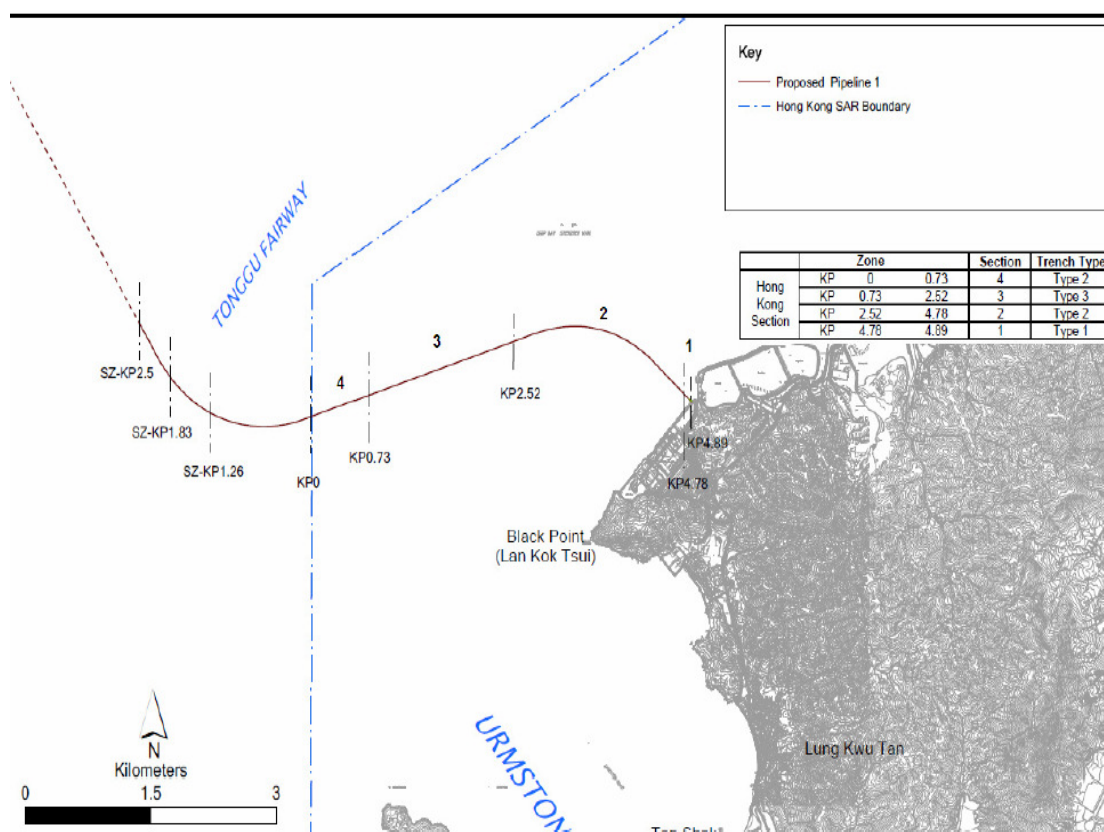 Key
Proposed Pipeline 1
Hong Kong SAR Boundary
TONGGU FAIRWAY
Zone Section Trench Type
Hong Kong Section
KP 0 0.73 4 Type 2
KP 0.73 2.52 3 Type 3
KP 2.52 4.78 2 Type 2
KP 4.78 4.89 1 Type 1
2
1
3
4
SZ-KP2.5
SZ-KP1.83
SZ-KP1.26
KP0
KP0.73
KP2.52
KP4.89
KP4.78
Black Point
(Lan Kok Tsui)
N
Kilometers
0 1.5 3
URMSTON
Lung Kwu Tan